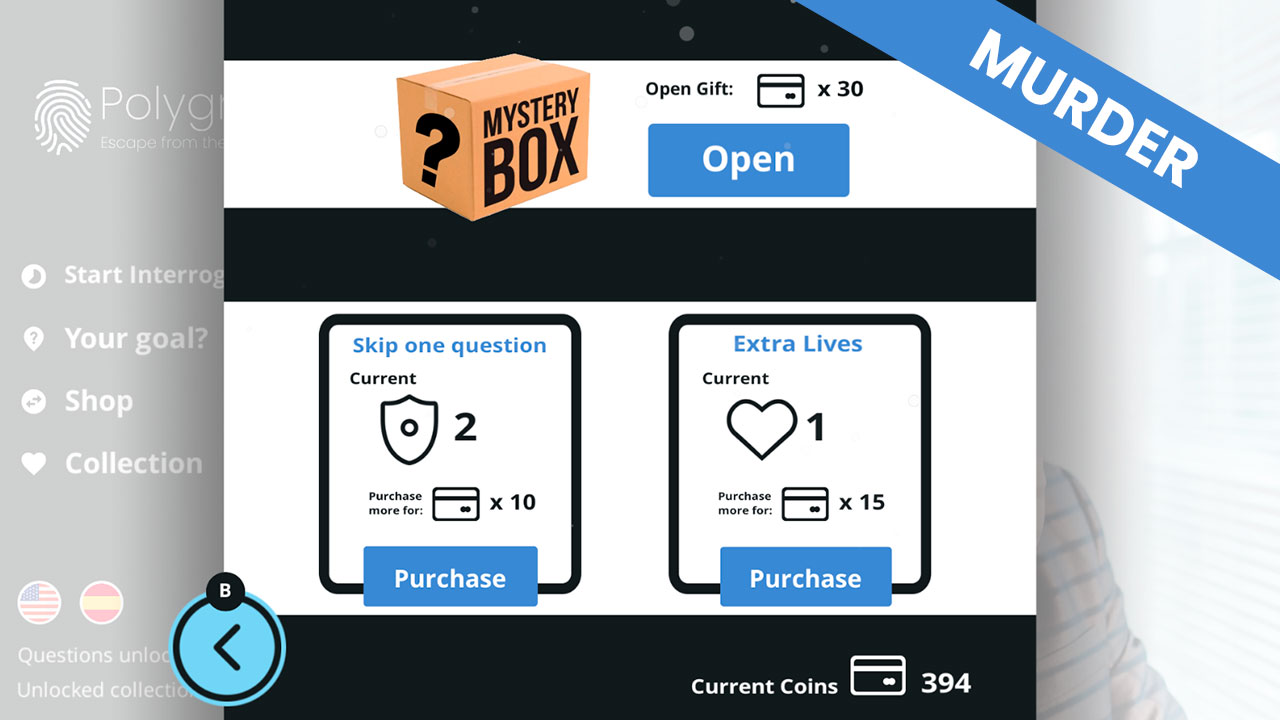 MURDER
Polygr
Escape from the
Open Gift: x 30
? MYSTERY
BOX
Open
Start Interrog
Your goal?
Shop
Collection
Skip one question
Current
2
Purchase
more for: x 10
Purchase
Extra Lives
Current
1
Purchase
more for: x 15
Purchase
B
Questions unloc
Unlocked collectio
Current Coins 394